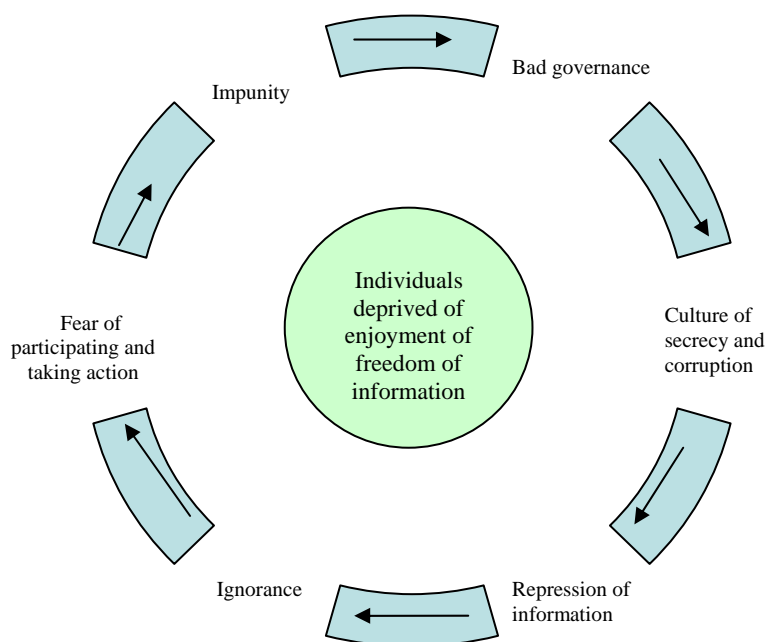 Bad governance
Impunity
Individuals
deprived of
enjoyment of
freedom of
information
Fear of
participating and
taking action
Culture of
secrecy and
corruption
Ignorance
Repression of
information